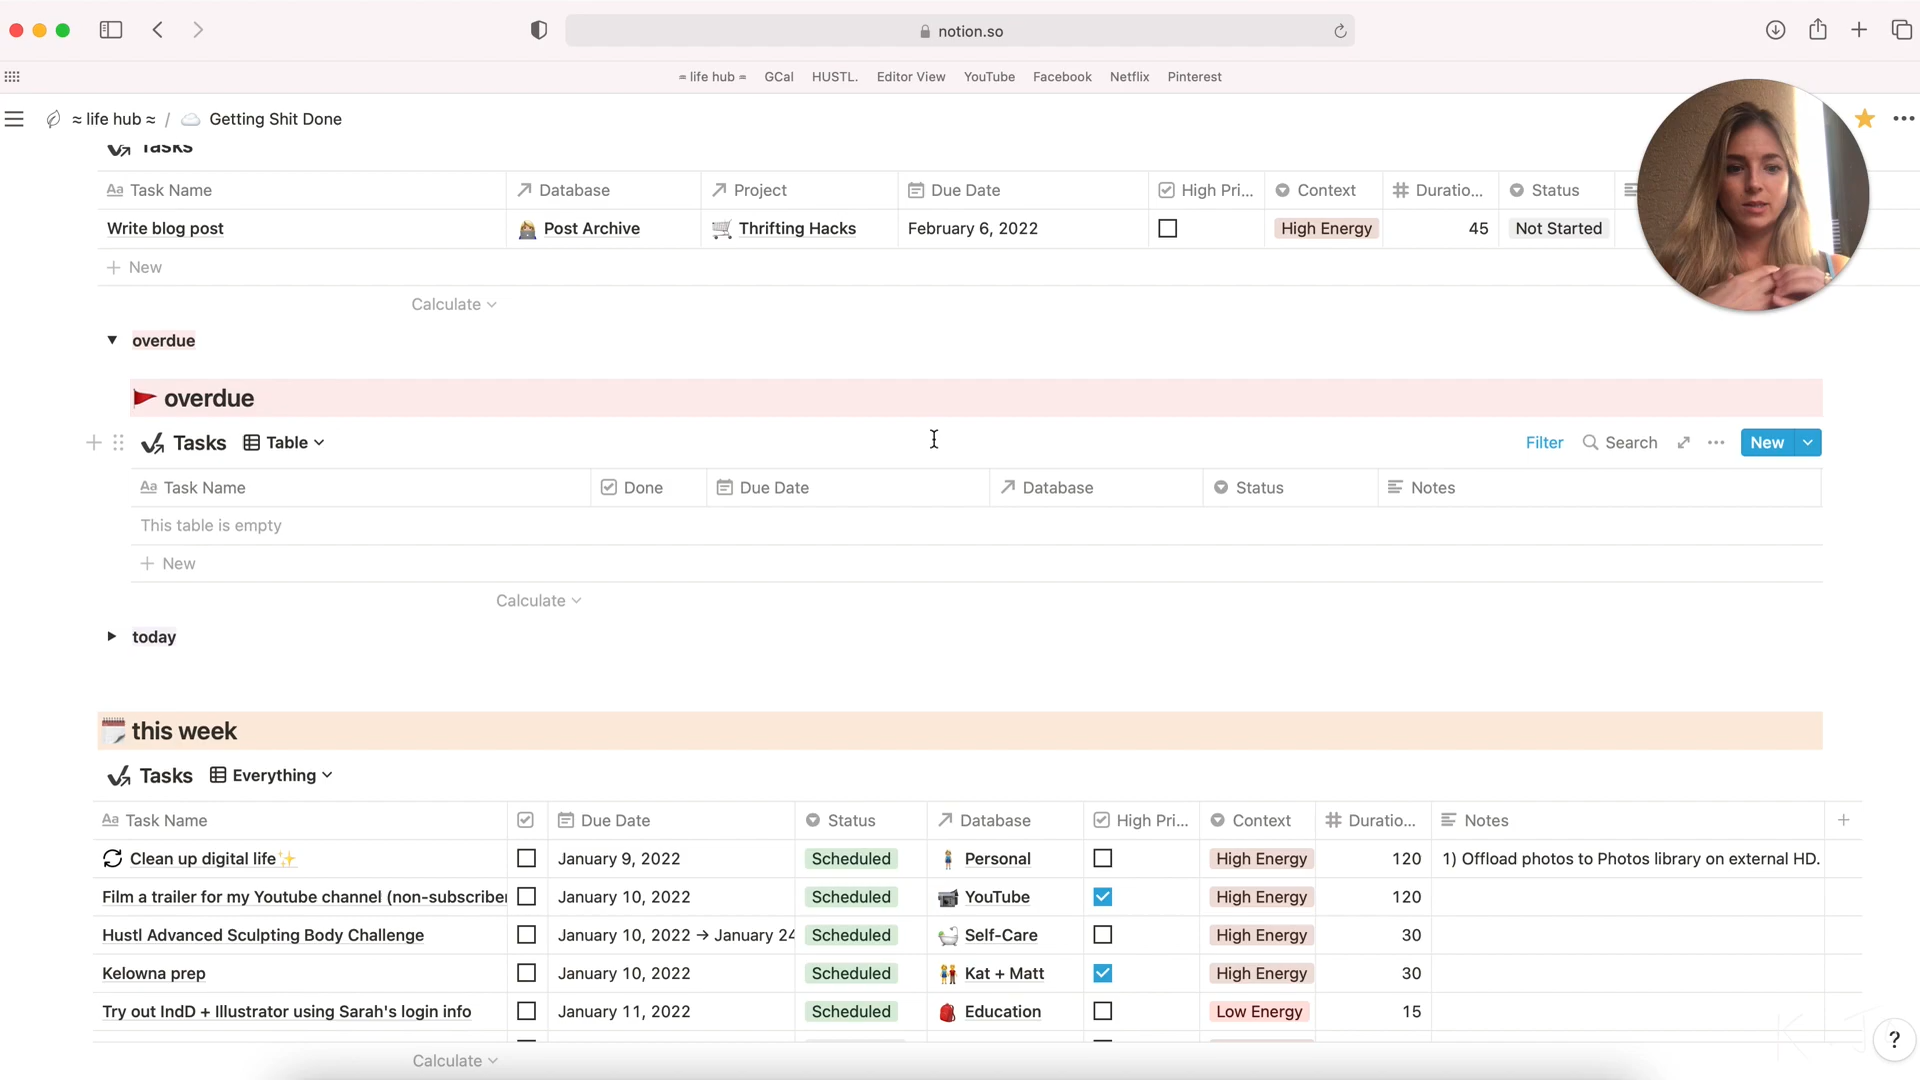 notion.so
≈ life hub ≈ GCal HUSTL. Editor View YouTube Facebook Netflix Pinterest
≈ life hub ≈ / Getting Shit Done
Tasks
Aa Task Name Database Project Due Date High Pri... Context # Duratio... Status
Write blog post Post Archive Thrifting Hacks February 6, 2022 High Energy 45 Not Started
+ New
Calculate
overdue
overdue
Tasks Table Filter Search ... New
Aa Task Name Done Due Date Database Status Notes
This table is empty
+ New
Calculate
today
this week
Tasks Everything
Aa Task Name Due Date Status Database High Pri... Context # Duratio... Notes +
Clean up digital life✨ January 9, 2022 Scheduled Personal High Energy 120 1) Offload photos to Photos library on external HD.
Film a trailer for my Youtube channel (non-subscriber January 10, 2022 Scheduled YouTube High Energy 120
Hustl Advanced Sculpting Body Challenge January 10, 2022 → January 24 Scheduled Self-Care High Energy 30
Kelowna prep January 10, 2022 Scheduled Kat + Matt High Energy 30
Try out IndD + Illustrator using Sarah's login info January 11, 2022 Scheduled Education Low Energy 15
Calculate
?